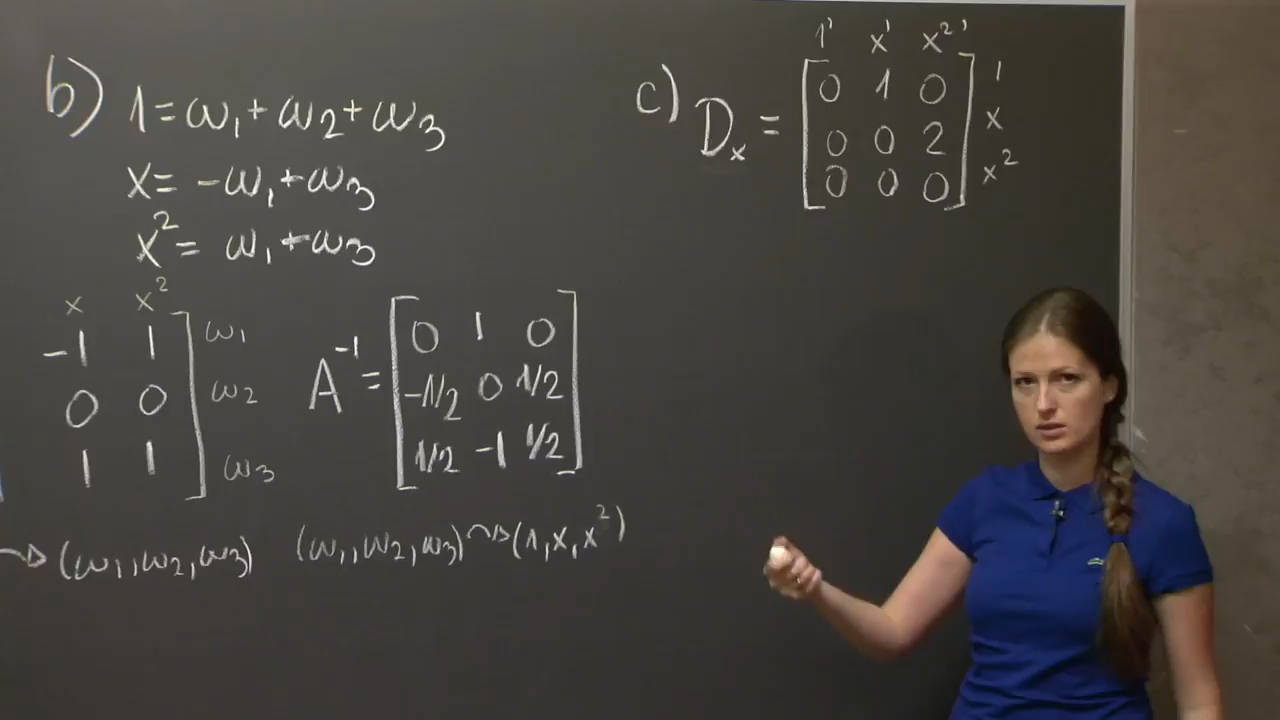 b) 1 = ω₁ + ω₂ + ω₃
x = -ω₁ + ω₃
x² = ω₁ + ω₃
x x²
-1 1 ω₁
0 0 ω₂
1 1 ω₃
A⁻¹ =
0 1 0
-1/2 0 1/2
1/2 -1 1/2
⇝ (ω₁, ω₂, ω₃)
(ω₁, ω₂, ω₃) ⇝ (1, x, x²)
c) Dₓ =
1' x' x²'
0 1 0 1
0 0 2 x
0 0 0 x²